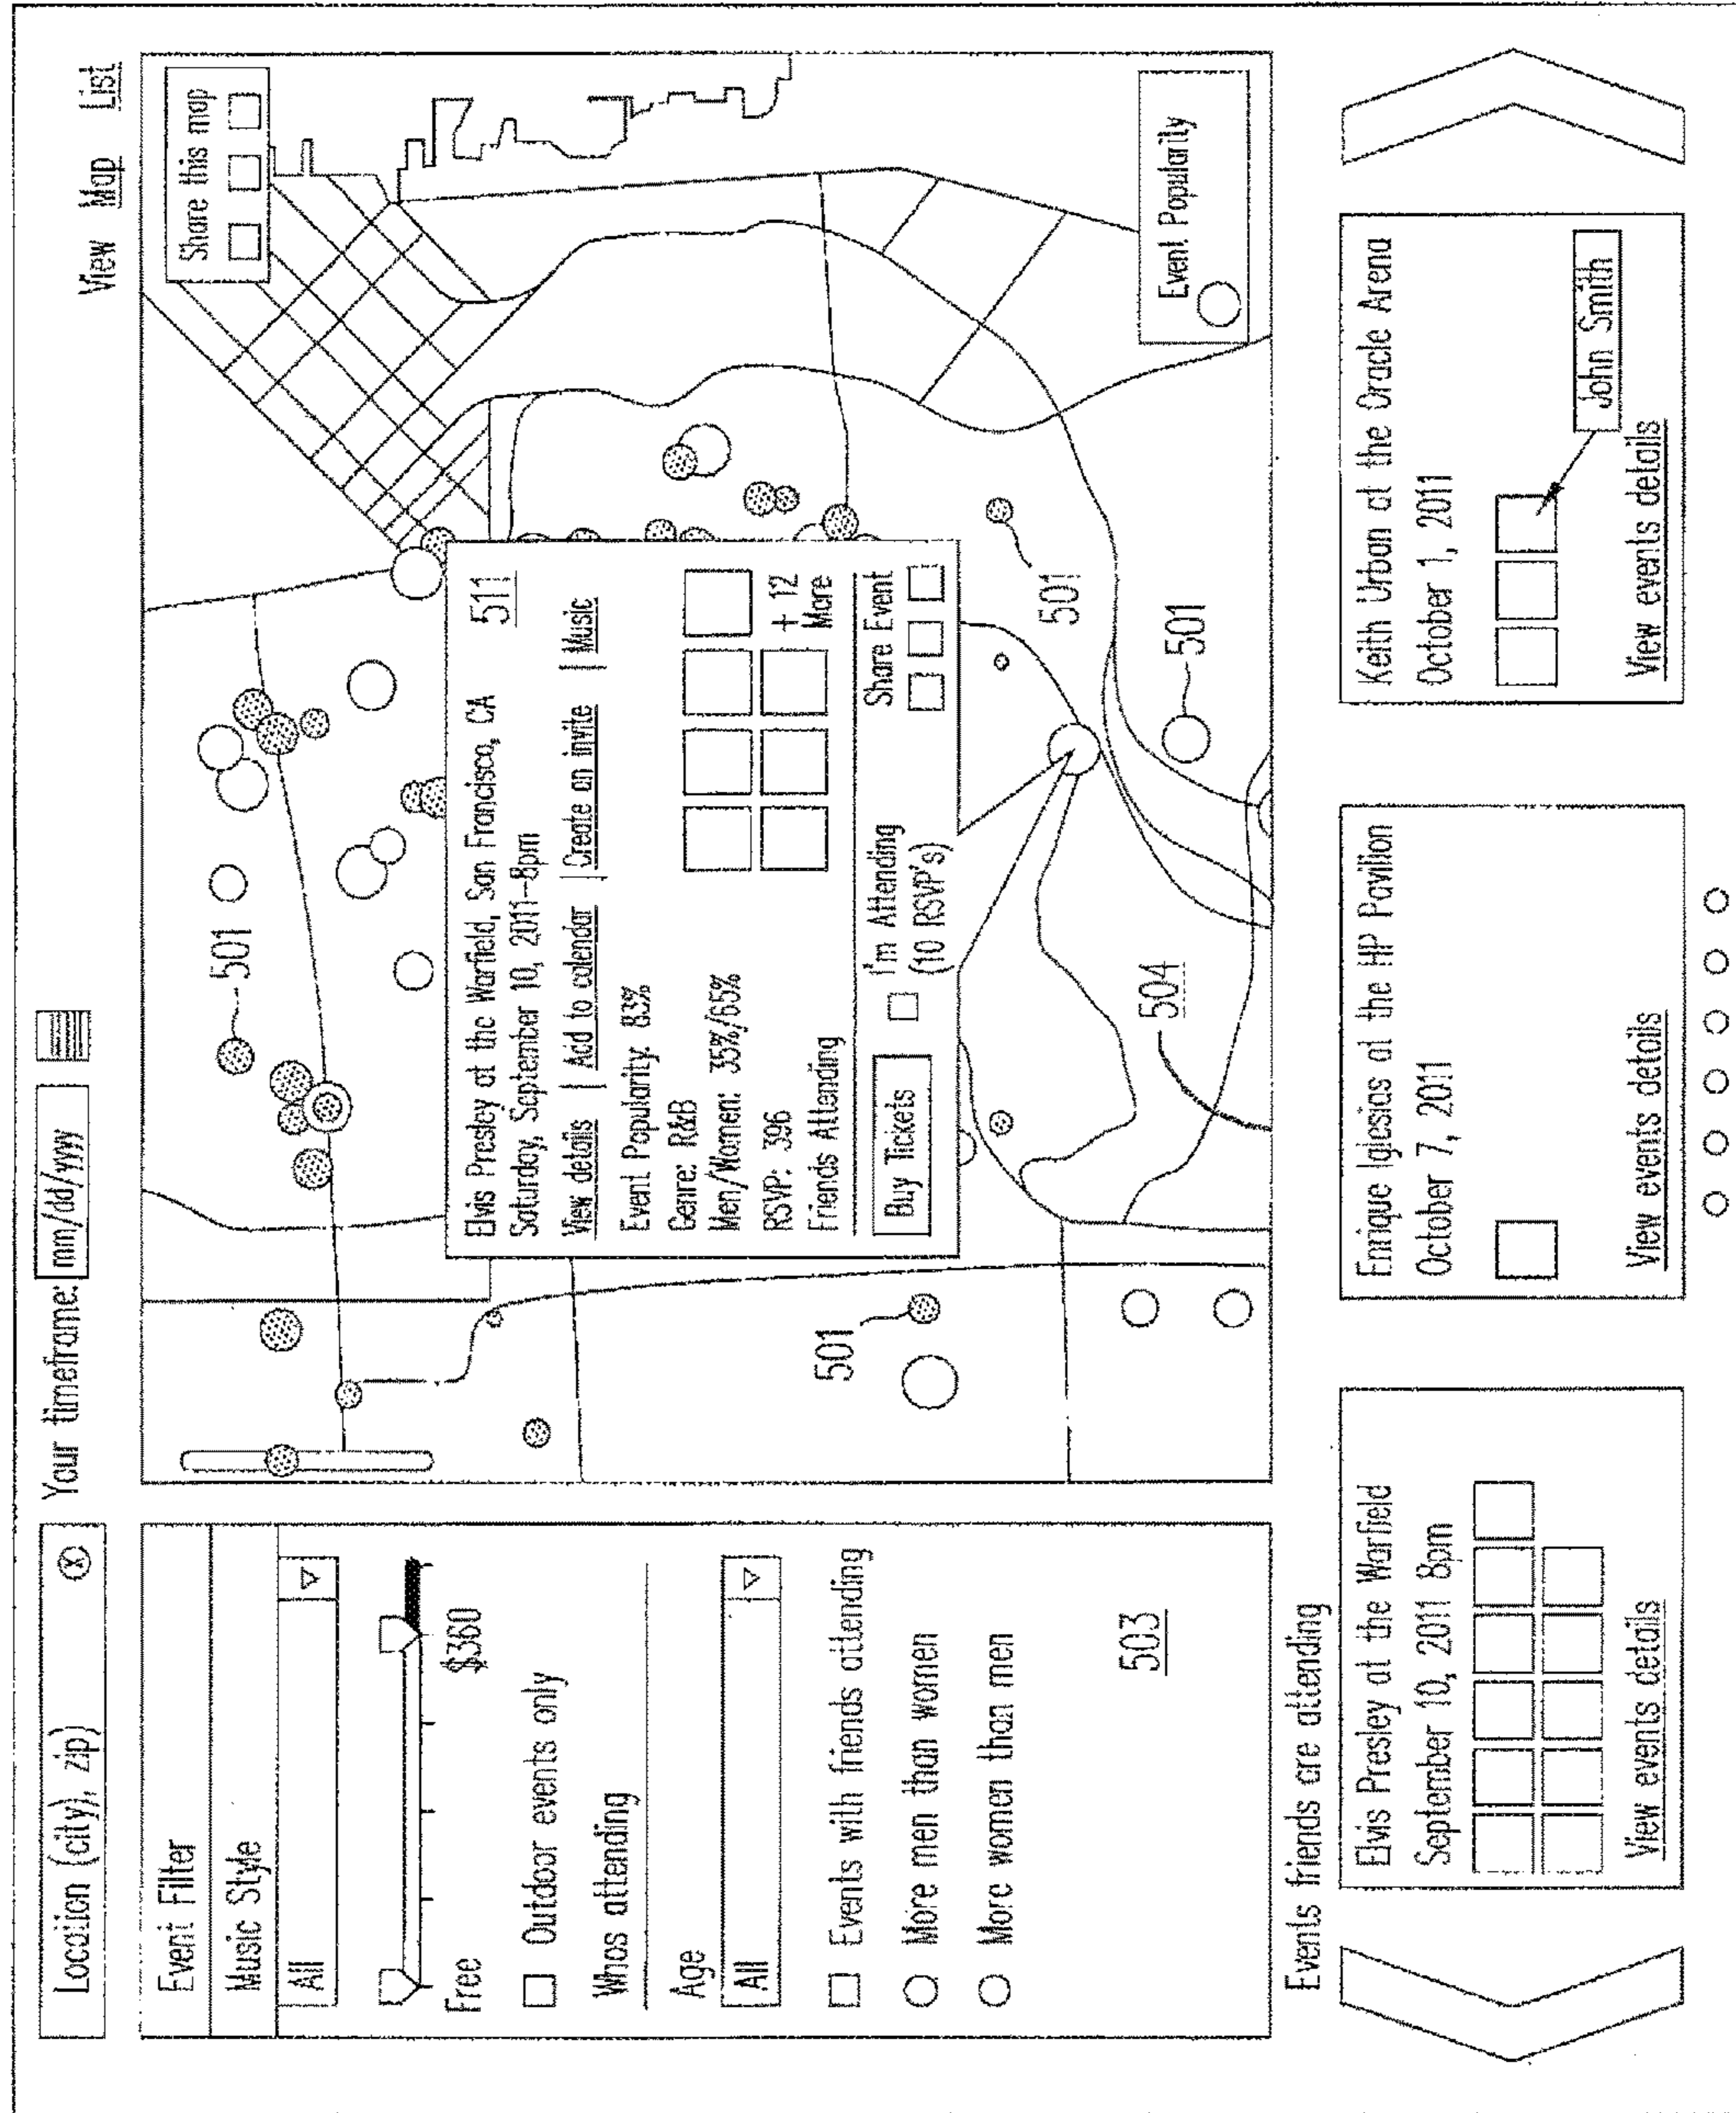 Location (city), zip) X
Your timeframe: mm/dd/yyy
View Map List
Event Filter
Music Style
All
Free
$360
Outdoor events only
Whos attending
Age
All
Events with friends attending
More men than women
More women than men
503
Share this map
501
Elvis Presley at the Warfield, San Francisco, CA
511
Saturday, September 10, 2011-8pm
View details | Add to calendar | Create an invite | Music
Event Popularity: 83%
Genre: R&B
Men/Women: 35%/65%
RSVP: 396
+ 12
More
Friends Attending
Buy Tickets
I'm Attending
(10 RSVP's)
Share Event
501
501
501
504
Event Popularity
Events friends are attending
Elvis Presley at the Warfield
September 10, 2011 8pm
View events details
Enrique Iglesias at the HP Pavilion
October 7, 2011
View events details
Keith Urban at the Oracle Arena
October 1, 2011
John Smith
View events details